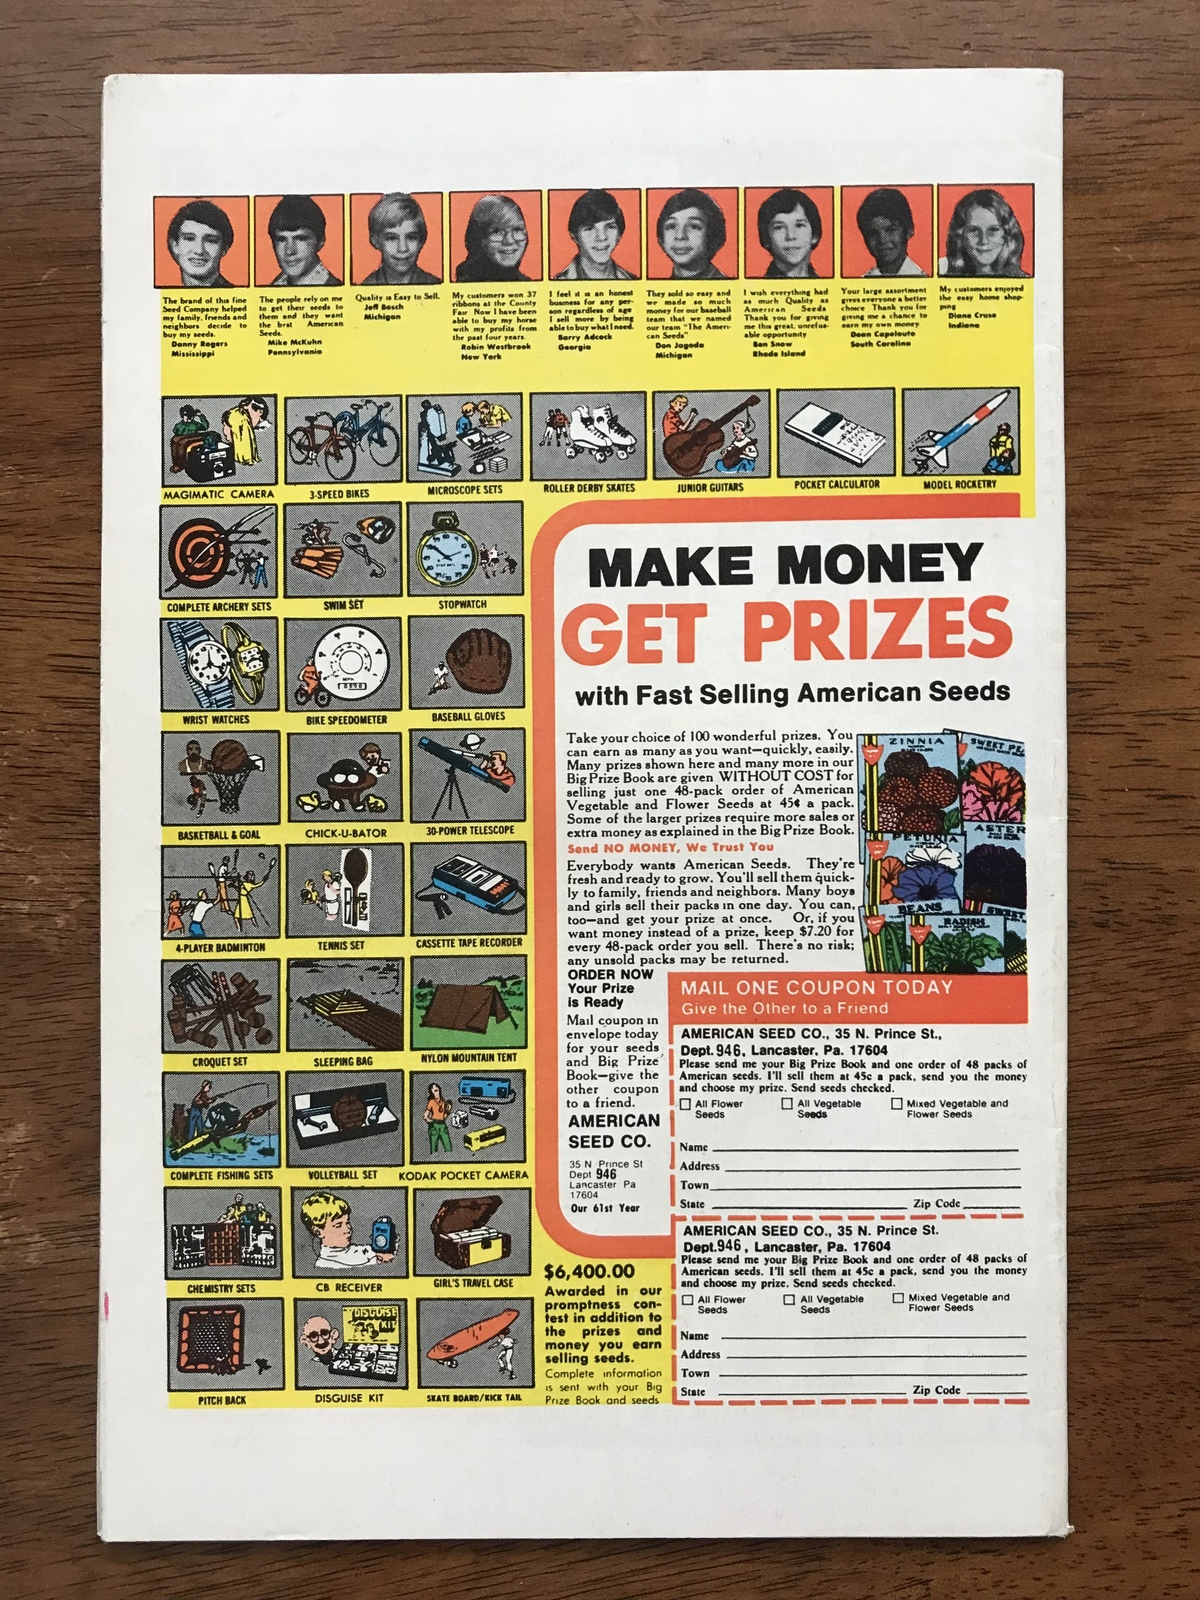 The brand of this fine
Seed Company helped
my family, friends and
neighbors decide to
buy my seeds.
Danny Rogers
Mississippi
The people rely on me
to get their seeds to
them and they want
the brst American
Seeds.
Mike McKuhn
Pennsylvania
Quality is Easy to Sell.
Jeff Bosch
Michigan
My customers won 37
ribbons at the County
Fair Now I have been
able to buy my horse
with my profits from
the past four years.
Robin Westbrook
New York
I feel it is an honest
business for any per-
son regardless of age
I sell more by being
able to buy what I need.
Barry Adcock
Georgia
They sold so easy and
we made so much
money for our baseball
team that we named
our team "The Ameri-
can Seeds"
Don Jagoda
Michigan
I wish everything had
as much Quality as
American Seeds
Thank you for giving
me this great, unrefus-
able opportunity
Ben Snow
Rhode Island
Your large assortment
gives everyone a better
choice Thank you for
giving me a chance to
earn my own money
Dean Capelouto
South Carolina
My customers enjoyed
the easy home shop-
ping
Diane Cruse
Indiana
MAGIMATIC CAMERA
3-SPEED BIKES
MICROSCOPE SETS
ROLLER DERBY SKATES
JUNIOR GUITARS
POCKET CALCULATOR
MODEL ROCKETRY
COMPLETE ARCHERY SETS
SWIM SET
STOPWATCH
WRIST WATCHES
BIKE SPEEDOMETER
BASEBALL GLOVES
BASKETBALL & GOAL
CHICK-U-BATOR
30-POWER TELESCOPE
4-PLAYER BADMINTON
TENNIS SET
CASSETTE TAPE RECORDER
CROQUET SET
SLEEPING BAG
NYLON MOUNTAIN TENT
COMPLETE FISHING SETS
VOLLEYBALL SET
KODAK POCKET CAMERA
CHEMISTRY SETS
CB RECEIVER
GIRL'S TRAVEL CASE
DISGUISE
KIT
PITCH BACK
DISGUISE KIT
SKATE BOARD/KICK TAIL
MAKE MONEY
GET PRIZES
with Fast Selling American Seeds
Take your choice of 100 wonderful prizes. You
can earn as many as you want—quickly, easily.
Many prizes shown here and many more in our
Big Prize Book are given WITHOUT COST for
selling just one 48-pack order of American
Vegetable and Flower Seeds at 45¢ a pack.
Some of the larger prizes require more sales or
extra money as explained in the Big Prize Book.
Send NO MONEY, We Trust You
Everybody wants American Seeds. They're
fresh and ready to grow. You'll sell them quick-
ly to family, friends and neighbors. Many boys
and girls sell their packs in one day. You can,
too—and get your prize at once. Or, if you
want money instead of a prize, keep $7.20 for
every 48-pack order you sell. There's no risk;
any unsold packs may be returned.
ZINNIA
SWEET PE
PETUNIA
ASTER
BEANS
RADISH
SWEET
ORDER NOW
Your Prize
is Ready
Mail coupon in
envelope today
for your seeds
and Big Prize
Book—give the
other coupon
to a friend.
AMERICAN
SEED CO.
35 N Prince St
Dept 946
Lancaster Pa
17604
Our 61st Year
$6,400.00
Awarded in our
promptness con-
test in addition to
the prizes and
money you earn
selling seeds.
Complete information
is sent with your Big
Prize Book and seeds
MAIL ONE COUPON TODAY
Give the Other to a Friend
AMERICAN SEED CO., 35 N. Prince St.,
Dept. 946, Lancaster, Pa. 17604
Please send me your Big Prize Book and one order of 48 packs of
American seeds. I'll sell them at 45c a pack, send you the money
and choose my prize. Send seeds checked.
All Flower
Seeds
All Vegetable
Seeds
Mixed Vegetable and
Flower Seeds
Name
Address
Town
State Zip Code
AMERICAN SEED CO., 35 N. Prince St.
Dept. 946, Lancaster, Pa. 17604
Please send me your Big Prize Book and one order of 48 packs of
American seeds. I'll sell them at 45c a pack, send you the money
and choose my prize. Send seeds checked.
All Flower
Seeds
All Vegetable
Seeds
Mixed Vegetable and
Flower Seeds
Name
Address
Town
State Zip Code